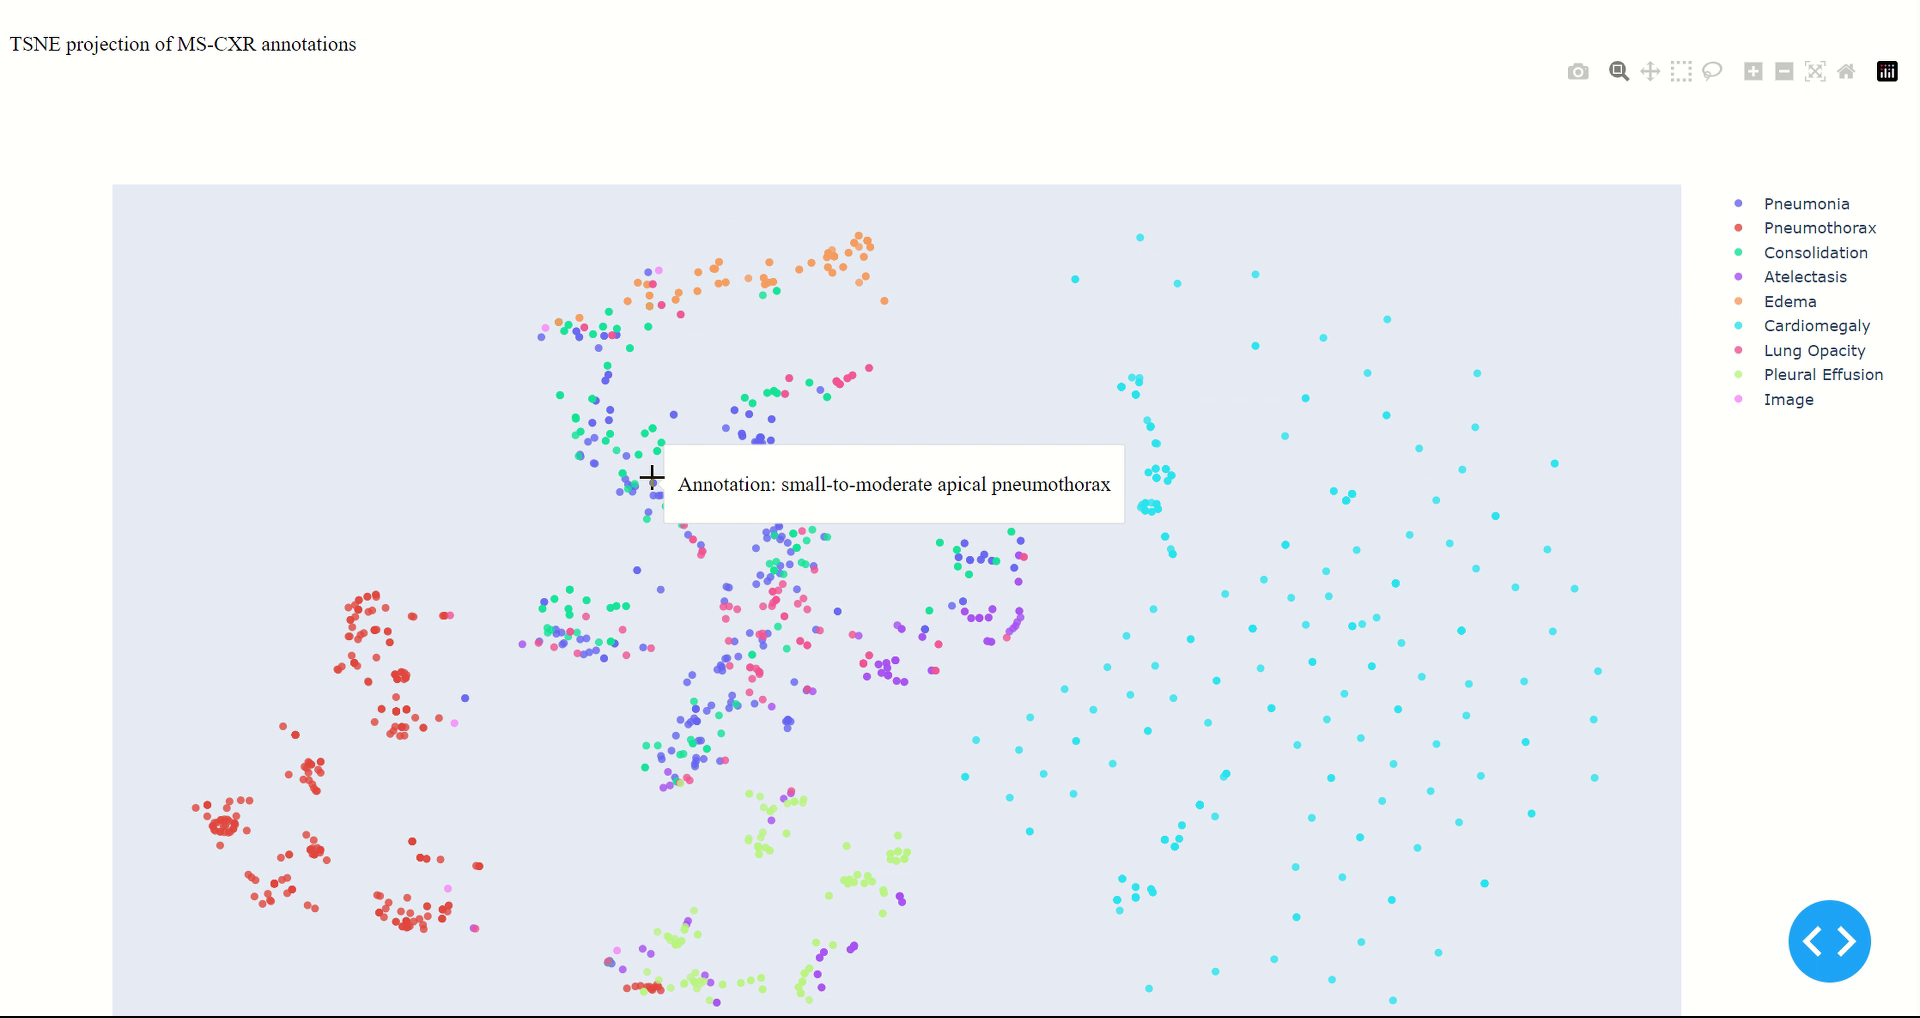 TSNE projection of MS-CXR annotations
Pneumonia
Pneumothorax
Consolidation
Atelectasis
Edema
Cardiomegaly
Lung Opacity
Pleural Effusion
Image
Annotation: small-to-moderate apical pneumothorax